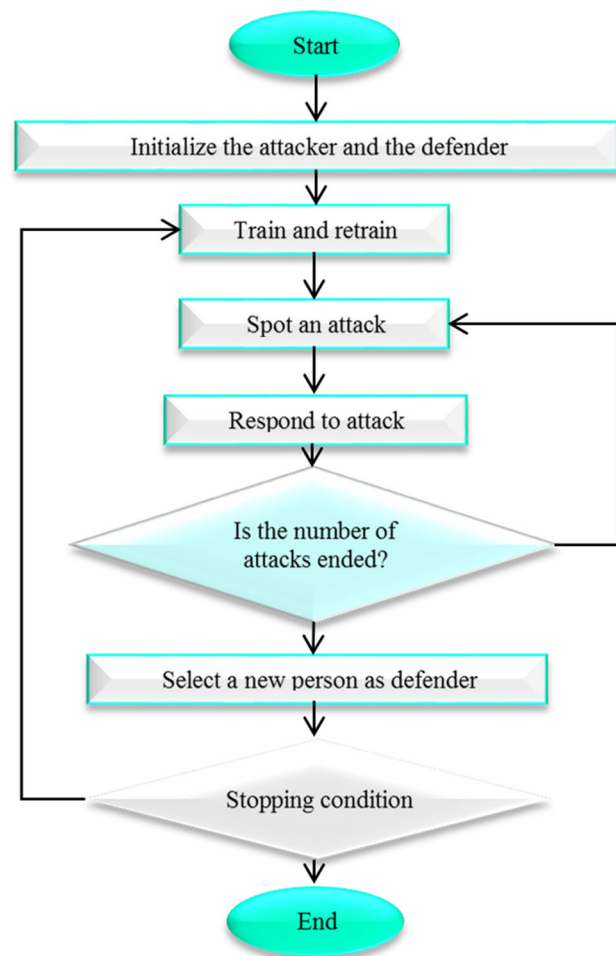 Start
Initialize the attacker and the defender
Train and retrain
Spot an attack
Respond to attack
Is the number of
attacks ended?
Select a new person as defender
Stopping condition
End